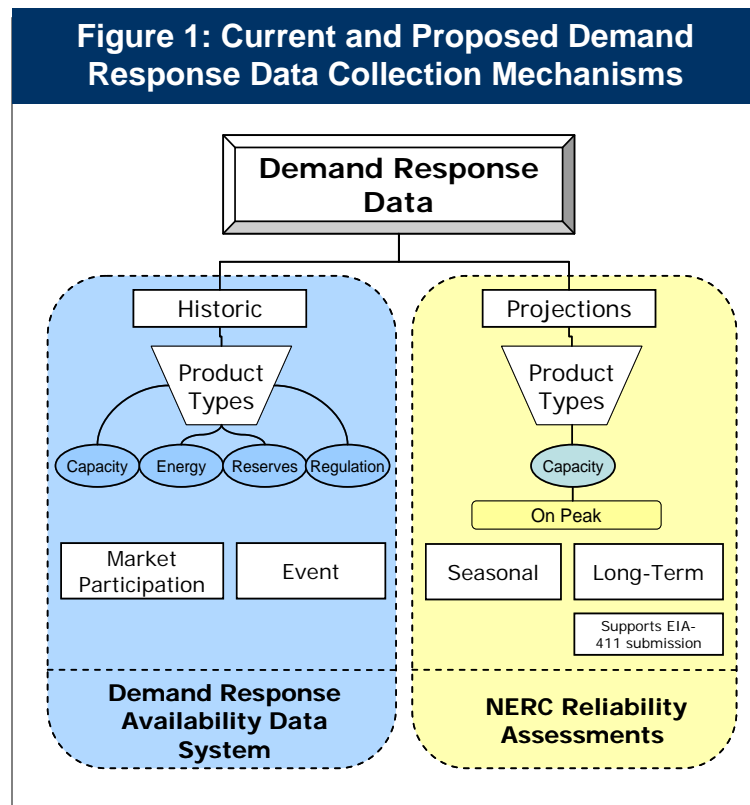 Figure 1: Current and Proposed Demand
Response Data Collection Mechanisms
Demand Response
Data
Historic
Product
Types
Capacity
Energy
Reserves
Regulation
Market
Participation
Event
Demand Response
Availability Data
System
Projections
Product
Types
Capacity
On Peak
Seasonal
Long-Term
Supports EIA-
411 submission
NERC Reliability
Assessments